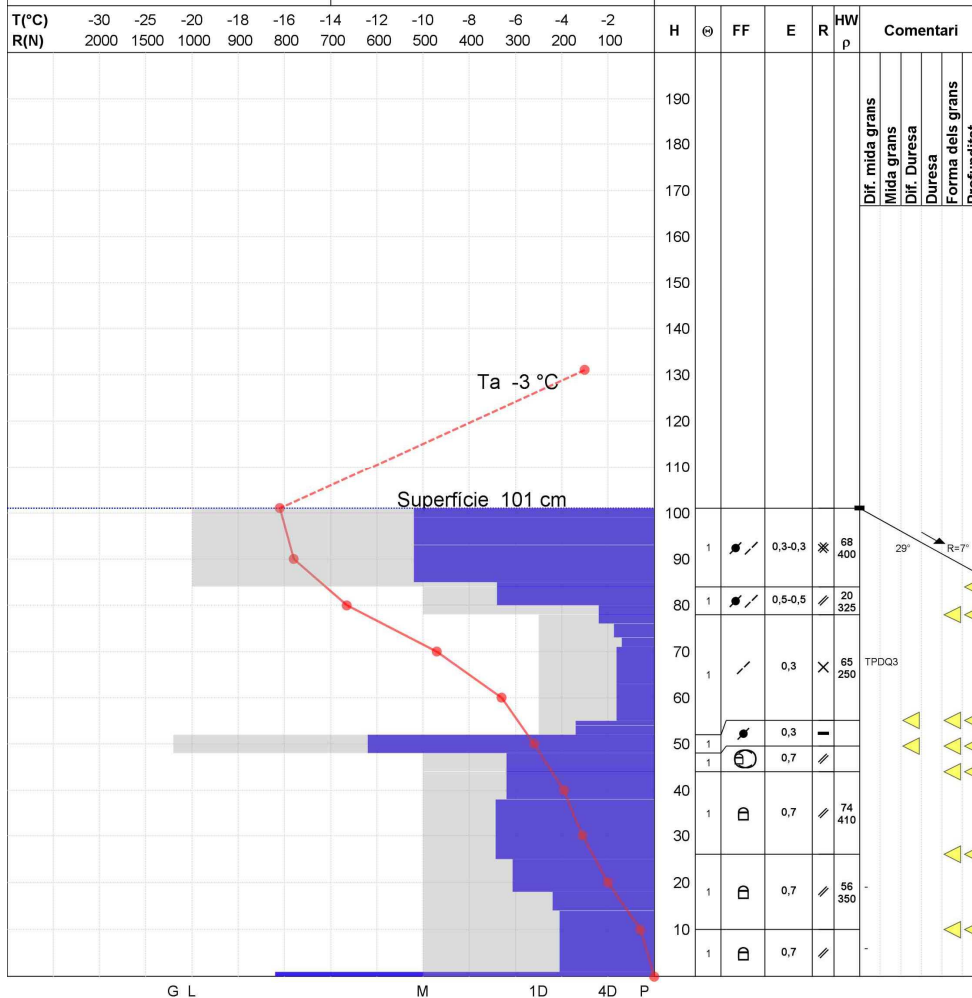 T(°C) -30 -25 -20 -18 -16 -14 -12 -10 -8 -6 -4 -2 H Θ FF E R HW Comentari
R(N) 2000 1500 1000 900 800 700 600 500 400 300 200 100 ρ
Dif. mida grans
Mida grans
Dif. Duresa
Duresa
Forma dels grans
190
180
170
160
150
140
130
120
110
100
90
80
70
60
50
40
30
20
10
Ta -3 °C
Superfície 101 cm
1 0,3-0,3 68
400
29° R=7°
1 0,5-0,5 20
325
1 0,3 65
250
TPDQ3
1 0,3
1 0,7
1 0,7 74
410
1 0,7 56
350
-
1 0,7
-
G L M 1D 4D P